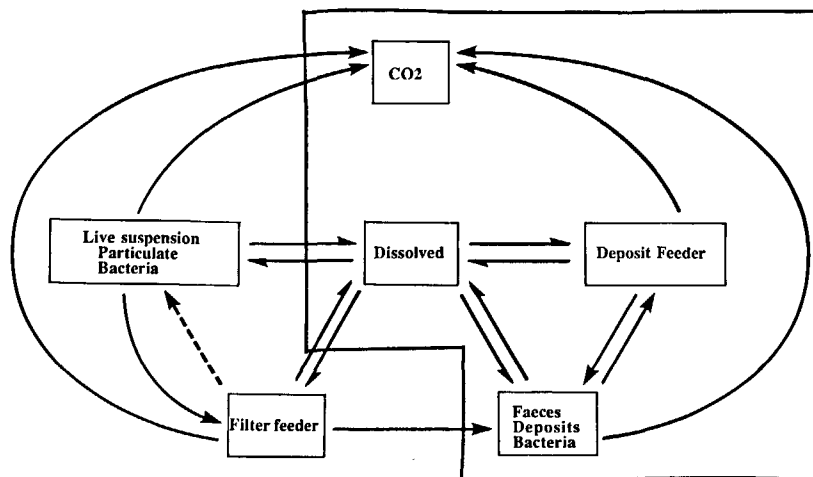 CO2
Live suspension
Particulate
Bacteria
Dissolved
Deposit Feeder
Filter feeder
Faeces
Deposits
Bacteria